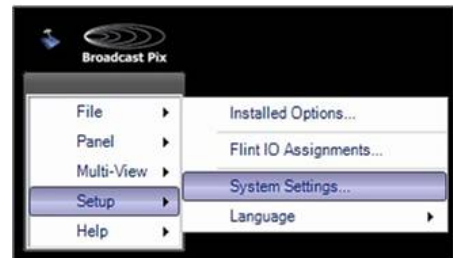 Broadcast Pix
File
Panel
Multi-View
Setup
Help
Installed Options...
Flint IO Assignments...
System Settings...
Language